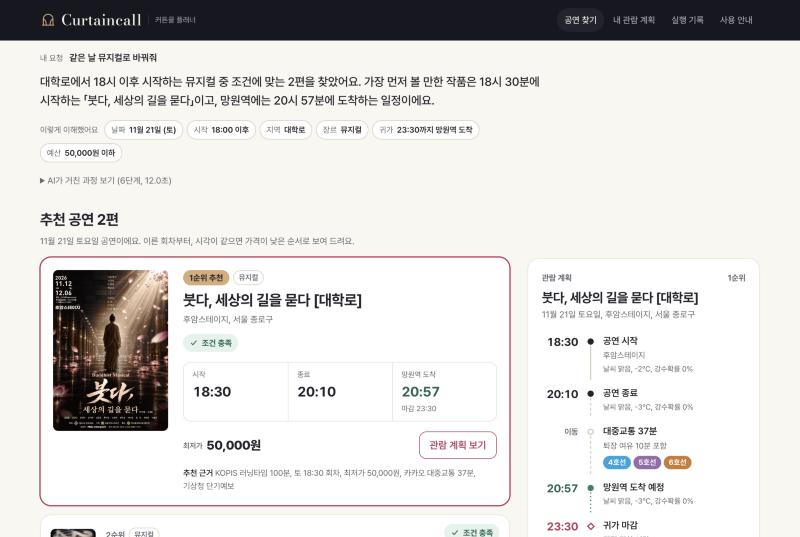 Curtaincall
커튼콜 플래너
공연 찾기
내 관람 계획
실행 기록
사용 안내
내 요청 같은 날 뮤지컬로 바꿔줘
대학로에서 18시 이후 시작하는 뮤지컬 중 조건에 맞는 2편을 찾았어요. 가장 먼저 볼 만한 작품은 18시 30분에
시작하는 「붓다, 세상의 길을 묻다」이고, 망원역에는 20시 57분에 도착하는 일정이에요.
이렇게 이해했어요 날짜 11월 21일 (토) 시작 18:00 이후 지역 대학로 장르 뮤지컬 귀가 23:30까지 망원역 도착
예산 50,000원 이하
▶ AI가 거친 과정 보기 (6단계, 12.0초)
추천 공연 2편
11월 21일 토요일 공연이에요. 이른 회차부터, 시각이 같으면 가격이 낮은 순서로 보여 드려요.
2026
11.12
12.06
후암스테이지
Buddhist Musical
붓다,
세상의 길을 묻다
1순위 추천 뮤지컬
붓다, 세상의 길을 묻다 [대학로]
후암스테이지, 서울 종로구
조건 충족
시작
18:30
종료
20:10
망원역 도착
20:57
마감 23:30
최저가 50,000원
관람 계획 보기
추천 근거 KOPIS 러닝타임 100분, 토 18:30 회차, 최저가 50,000원, 카카오 대중교통 37분,
기상청 단기예보
2순위 뮤지컬
조건 충족
관람 계획
1순위
붓다, 세상의 길을 묻다 [대학로]
11월 21일 토요일, 후암스테이지, 서울 종로구
18:30 공연 시작
후암스테이지
날씨 맑음, -2°C, 강수확률 0%
20:10 공연 종료
날씨 맑음, -3°C, 강수확률 0%
이동 대중교통 37분
퇴장 여유 10분 포함
4호선 5호선 6호선
20:57 망원역 도착 예정
날씨 맑음, -3°C, 강수확률 0%
23:30 귀가 마감